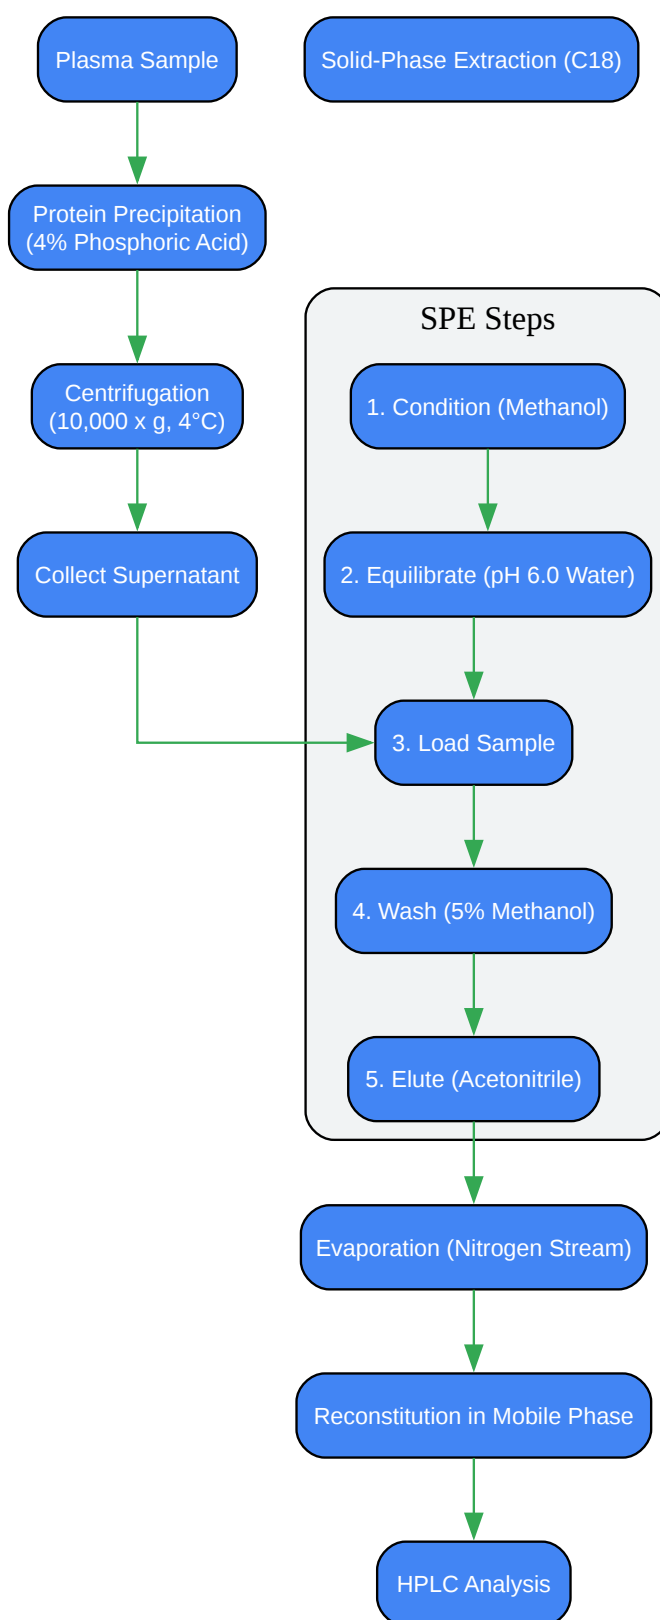 Plasma Sample
Solid-Phase Extraction (C18)
Protein Precipitation
(4% Phosphoric Acid)
Centrifugation
(10,000 x g, 4°C)
Collect Supernatant
SPE Steps
1. Condition (Methanol)
2. Equilibrate (pH 6.0 Water)
3. Load Sample
4. Wash (5% Methanol)
5. Elute (Acetonitrile)
Evaporation (Nitrogen Stream)
Reconstitution in Mobile Phase
HPLC Analysis